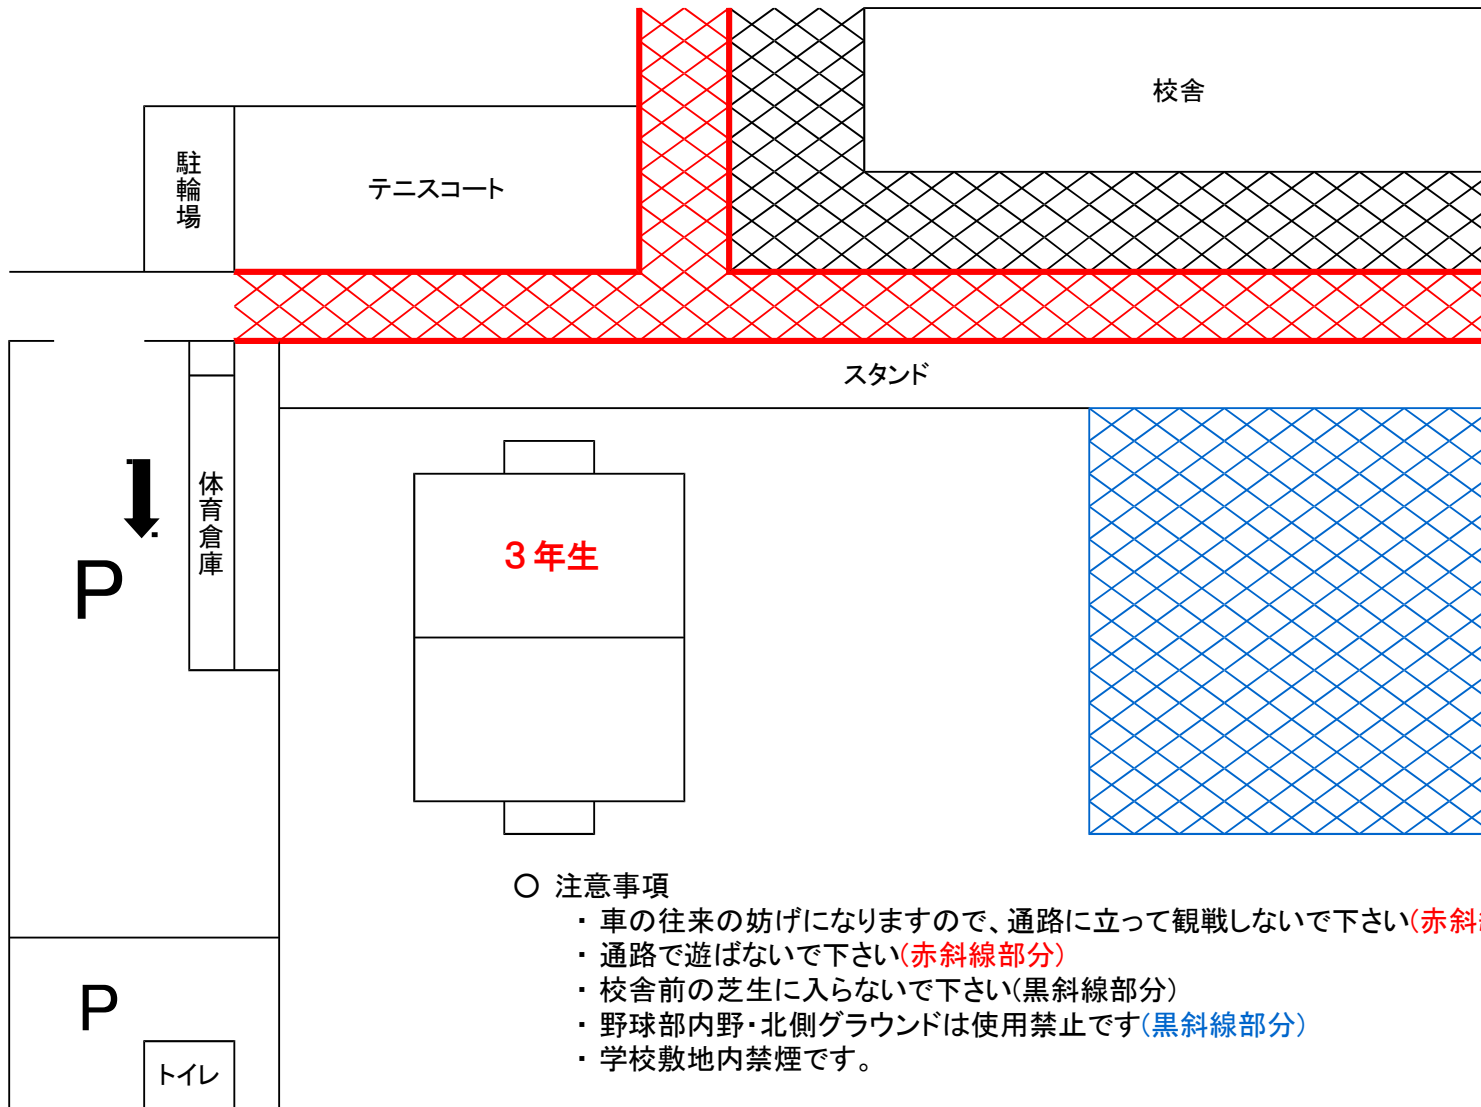 校舎
駐輪場
テニスコート
スタンド
体育倉庫
P
3年生
○ 注意事項
・ 車の往来の妨げになりますので、通路に立って観戦しないで下さい(赤斜
・ 通路で遊ばないで下さい(赤斜線部分)
・ 校舎前の芝生に入らないで下さい(黒斜線部分)
・ 野球部内野・北側グラウンドは使用禁止です(黒斜線部分)
・ 学校敷地内禁煙です。
P
トイレ